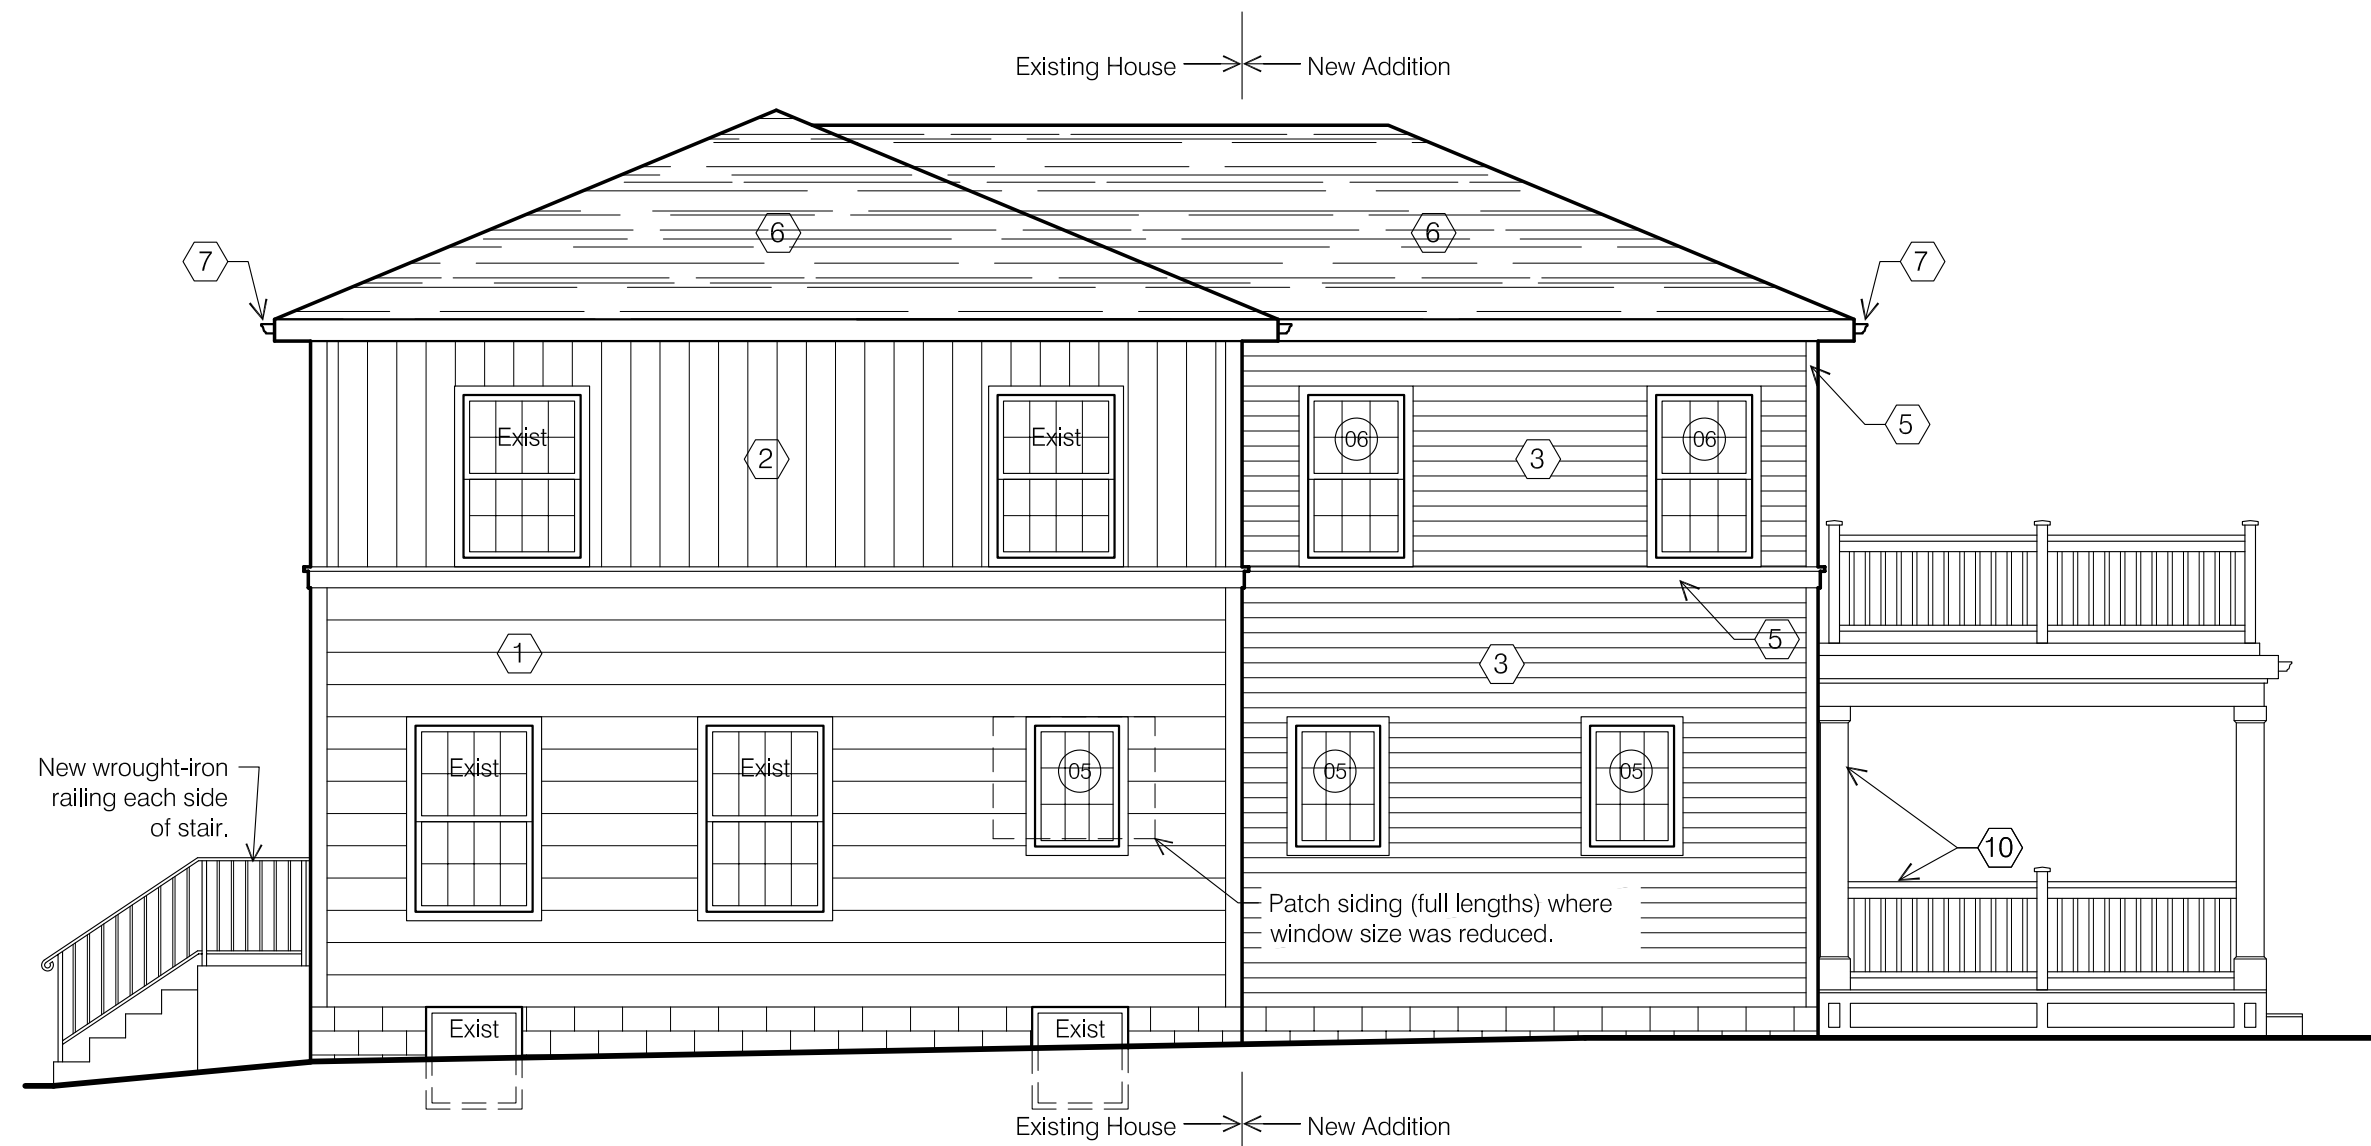 Existing House New Addition
6 6
7 7
5
Exist Exist 06 06
2 3
1 5
3
Exist Exist 05 05 05
New wrought-iron
railing each side
of stair.
10
Patch siding (full lengths) where
window size was reduced.
Exist Exist
Existing House New Addition